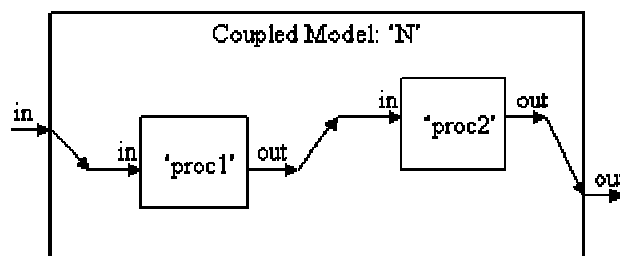 Coupled Model: 'N'
in
in
'proc1'
out
in
'proc2'
out
out